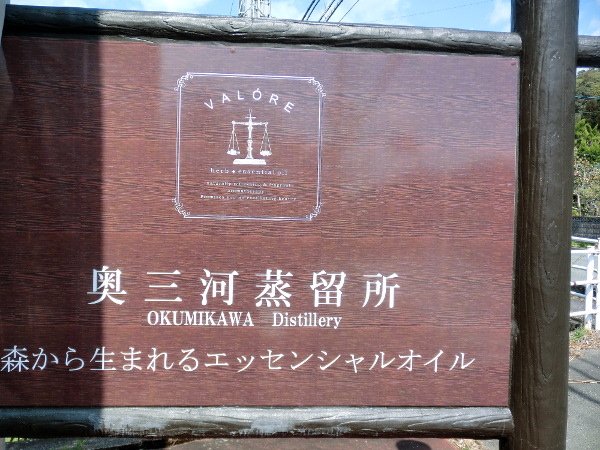 VALÓRE
herb + essential oil
奥三河蒸留所
OKUMIKAWA Distillery
森から生まれるエッセンシャルオイル